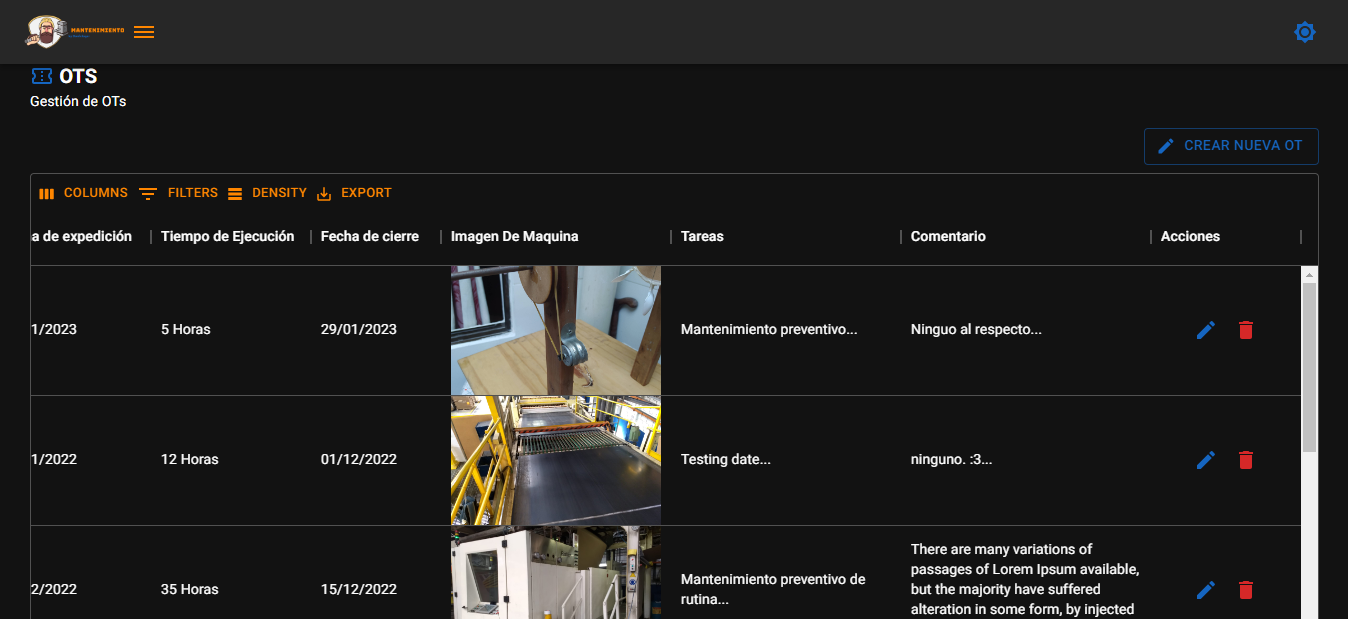 MANTENIMIENTO
OTS
Gestión de OTs
CREAR NUEVA OT
COLUMNS FILTERS DENSITY EXPORT
a de expedición Tiempo de Ejecución Fecha de cierre Imagen De Maquina Tareas Comentario Acciones
1/2023 5 Horas 29/01/2023 Mantenimiento preventivo... Ninguo al respecto...
1/2022 12 Horas 01/12/2022 Testing date... ninguno. :3...
2/2022 35 Horas 15/12/2022 Mantenimiento preventivo de
rutina...
There are many variations of
passages of Lorem Ipsum available,
but the majority have suffered
alteration in some form, by injected